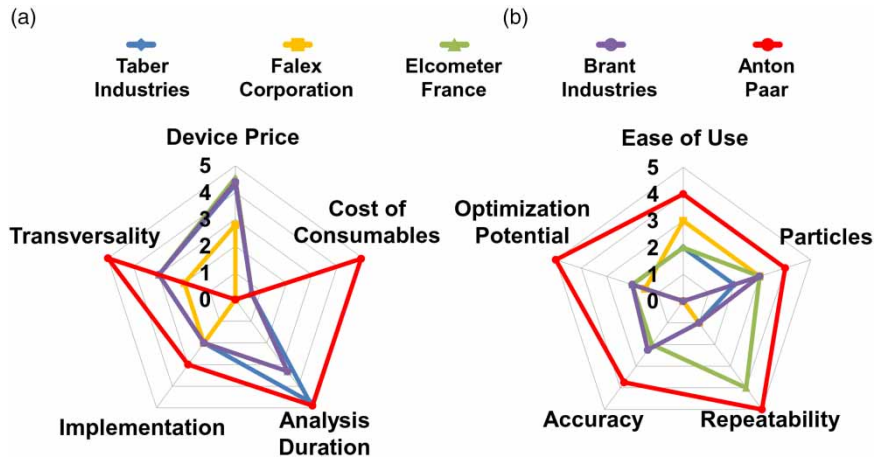 (a)
(b)
Taber
Industries
Falex
Corporation
Elcometer
France
Brant
Industries
Anton
Paar
Device Price
5
4
3
2
1
0
Cost of
Consumables
Transversality
Implementation
Analysis
Duration
Ease of Use
5
4
3
2
1
0
Optimization
Potential
Particles
Accuracy
Repeatability